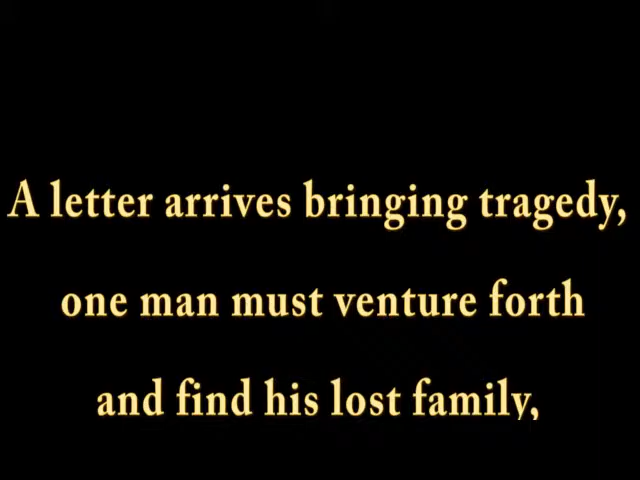 A letter arrives bringing tragedy,
one man must venture forth
and find his lost family,